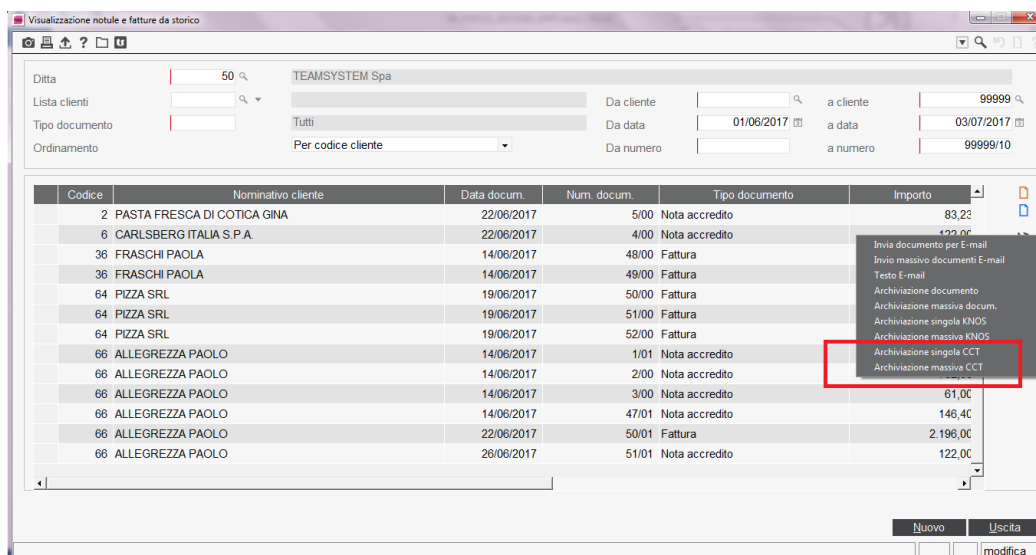 Visualizzazione notule e fatture da storico
Ditta 50 TEAMSYSTEM Spa
Lista clienti Da cliente a cliente 99999
Tipo documento Tutti Da data 01/06/2017 a data 03/07/2017
Ordinamento Per codice cliente Da numero a numero 99999/10
Codice Nominativo cliente Data docum. Num. docum. Tipo documento Importo
2 PASTA FRESCA DI COTICA GINA 22/06/2017 5/00 Nota accredito 83,23
6 CARLSBERG ITALIA S.P.A. 22/06/2017 4/00 Nota accredito 122,00
36 FRASCHI PAOLA 14/06/2017 48/00 Fattura
36 FRASCHI PAOLA 14/06/2017 49/00 Fattura
64 PIZZA SRL 19/06/2017 50/00 Fattura
64 PIZZA SRL 19/06/2017 51/00 Fattura
64 PIZZA SRL 19/06/2017 52/00 Fattura
66 ALLEGREZZA PAOLO 14/06/2017 1/01 Nota accredito
66 ALLEGREZZA PAOLO 14/06/2017 2/00 Nota accredito
66 ALLEGREZZA PAOLO 14/06/2017 3/00 Nota accredito 61,00
66 ALLEGREZZA PAOLO 14/06/2017 47/01 Nota accredito 146,40
66 ALLEGREZZA PAOLO 22/06/2017 50/01 Fattura 2.196,00
66 ALLEGREZZA PAOLO 26/06/2017 51/01 Nota accredito 122,00
Invia documento per E-mail
Invio massivo documenti E-mail
Testo E-mail
Archiviazione documento
Archiviazione massiva docum.
Archiviazione singola KNOS
Archiviazione massiva KNOS
Archiviazione singola CCT
Archiviazione massiva CCT
Nuovo Uscita
modifica